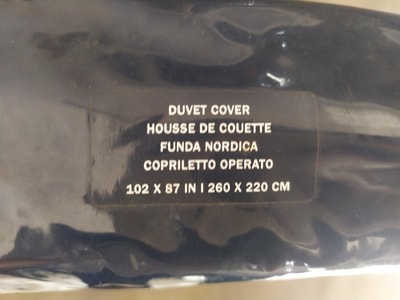 DUVET COVER
HOUSSE DE COUETTE
FUNDA NORDICA
COPRILETTO OPERATO
102 X 87 IN I 260 X 220 CM